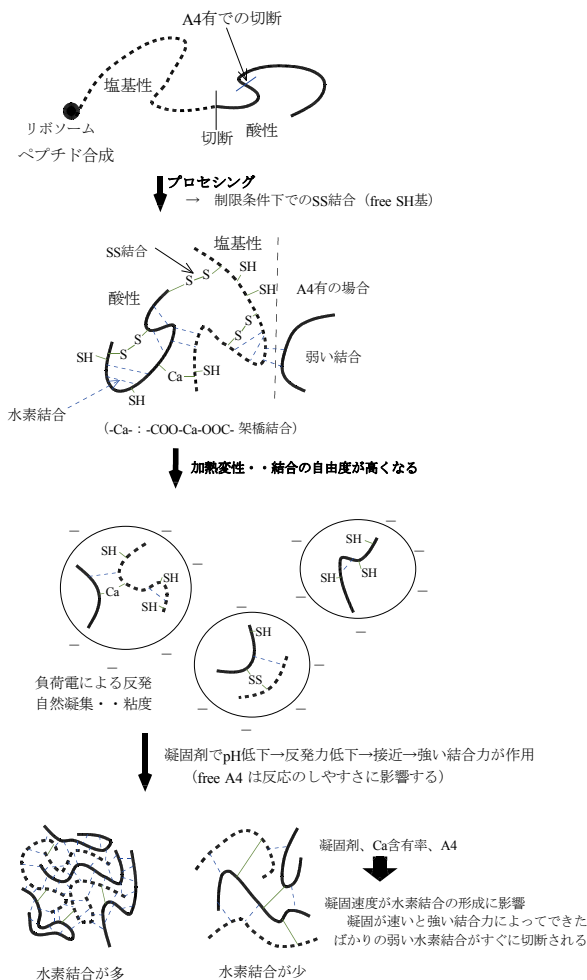 A4有での切断
塩基性
リボソーム
切断
酸性
ペプチド合成
プロセシング
→ 制限条件下でのSS結合（free SH基）
塩基性
SS結合
S
S
SH
SH
A4有の場合
酸性
S
S
S
S
SH
Ca
SH
弱い結合
SH
水素結合
（-Ca-：-COO-Ca-OOC- 架橋結合）
加熱変性・・結合の自由度が高くなる
SH
SH
Ca
SH
SH
SH
SH
SH
SS
負荷電による反発
自然凝集・・粘度
凝固剤でpH低下→反発力低下→接近→強い結合力が作用
（free A4 は反応のしやすさに影響する）
凝固剤、Ca含有率、A4
凝固速度が水素結合の形成に影響
凝固が速いと強い結合力によってできた
ばかりの弱い水素結合がすぐに切断される
水素結合が多
水素結合が少